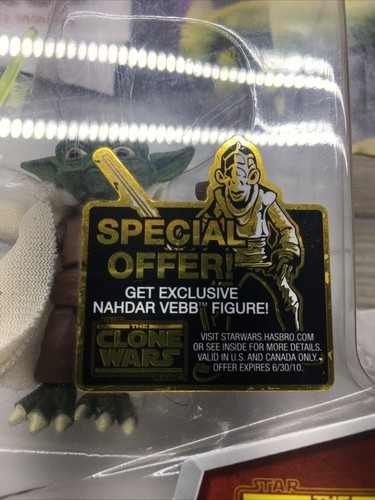 SPECIAL
OFFER!
GET EXCLUSIVE
NAHDAR VEBB™ FIGURE!
THE
CLONE
WARS
VISIT STARWARS.HASBRO.COM
OR SEE INSIDE FOR MORE DETAILS.
VALID IN U.S. AND CANADA ONLY.
OFFER EXPIRES 6/30/10.
STAR